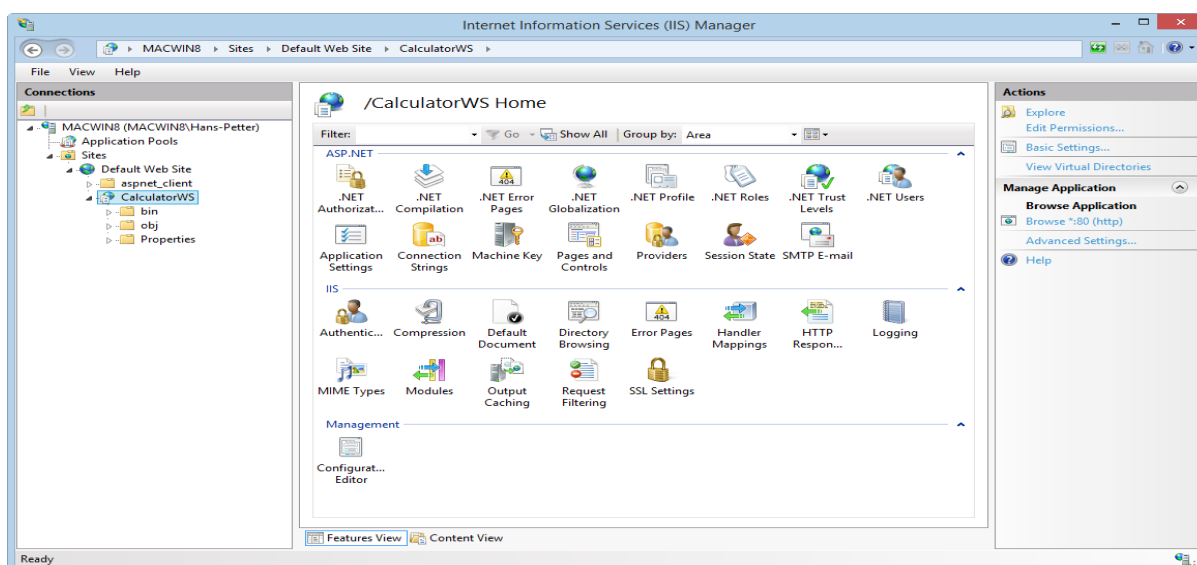 Internet Information Services (IIS) Manager
MACWIN8 Sites Default Web Site CalculatorWS
File View Help
Connections
MACWIN8 (MACWIN8\Hans-Petter)
Application Pools
Sites
Default Web Site
aspnet_client
CalculatorWS
bin
obj
Properties
/CalculatorWS Home
Filter: Go Show All Group by: Area
ASP.NET
.NET Authorizat...
.NET Compilation
.NET Error Pages
.NET Globalization
.NET Profile
.NET Roles
.NET Trust Levels
.NET Users
Application Settings
Connection Strings
Machine Key
Pages and Controls
Providers
Session State
SMTP E-mail
IIS
Authentic...
Compression
Default Document
Directory Browsing
Error Pages
Handler Mappings
HTTP Respon...
Logging
MIME Types
Modules
Output Caching
Request Filtering
SSL Settings
Management
Configurat... Editor
Features View Content View
Actions
Explore
Edit Permissions...
Basic Settings...
View Virtual Directories
Manage Application
Browse Application
Browse *:80 (http)
Advanced Settings...
Help
Ready